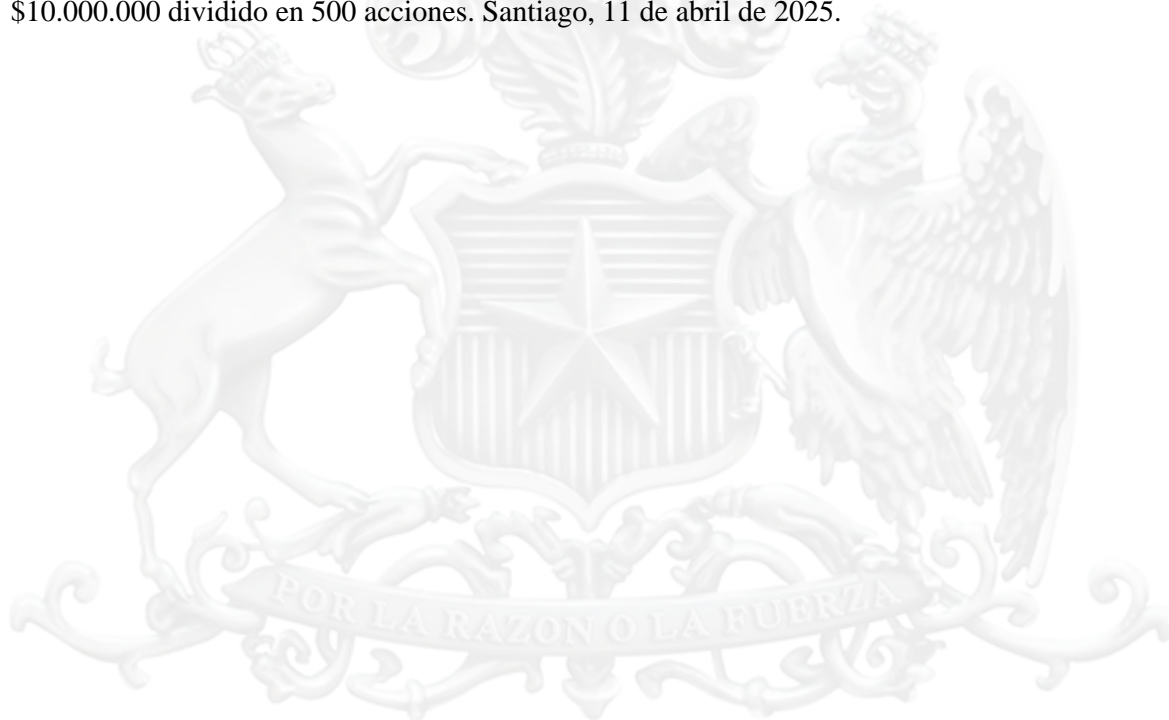 $10.000.000 dividido en 500 acciones. Santiago, 11 de abril de 2025.
POR LA RAZON O LA FUERZA